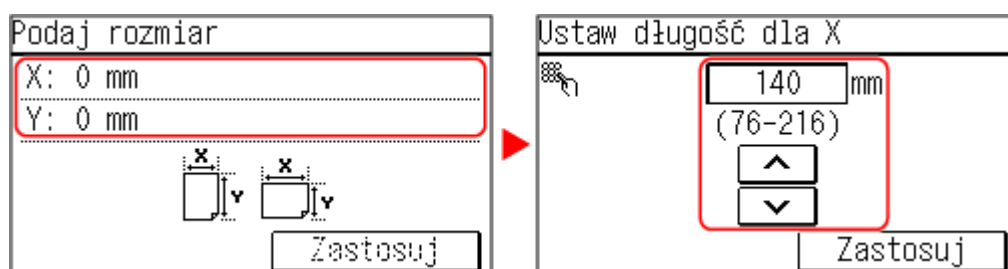 Podaj rozmiar
X: 0 mm
Y: 0 mm
X
Y
X
Y
Zastosuj
Ustaw długość dla X
140 mm
(76-216)
Zastosuj